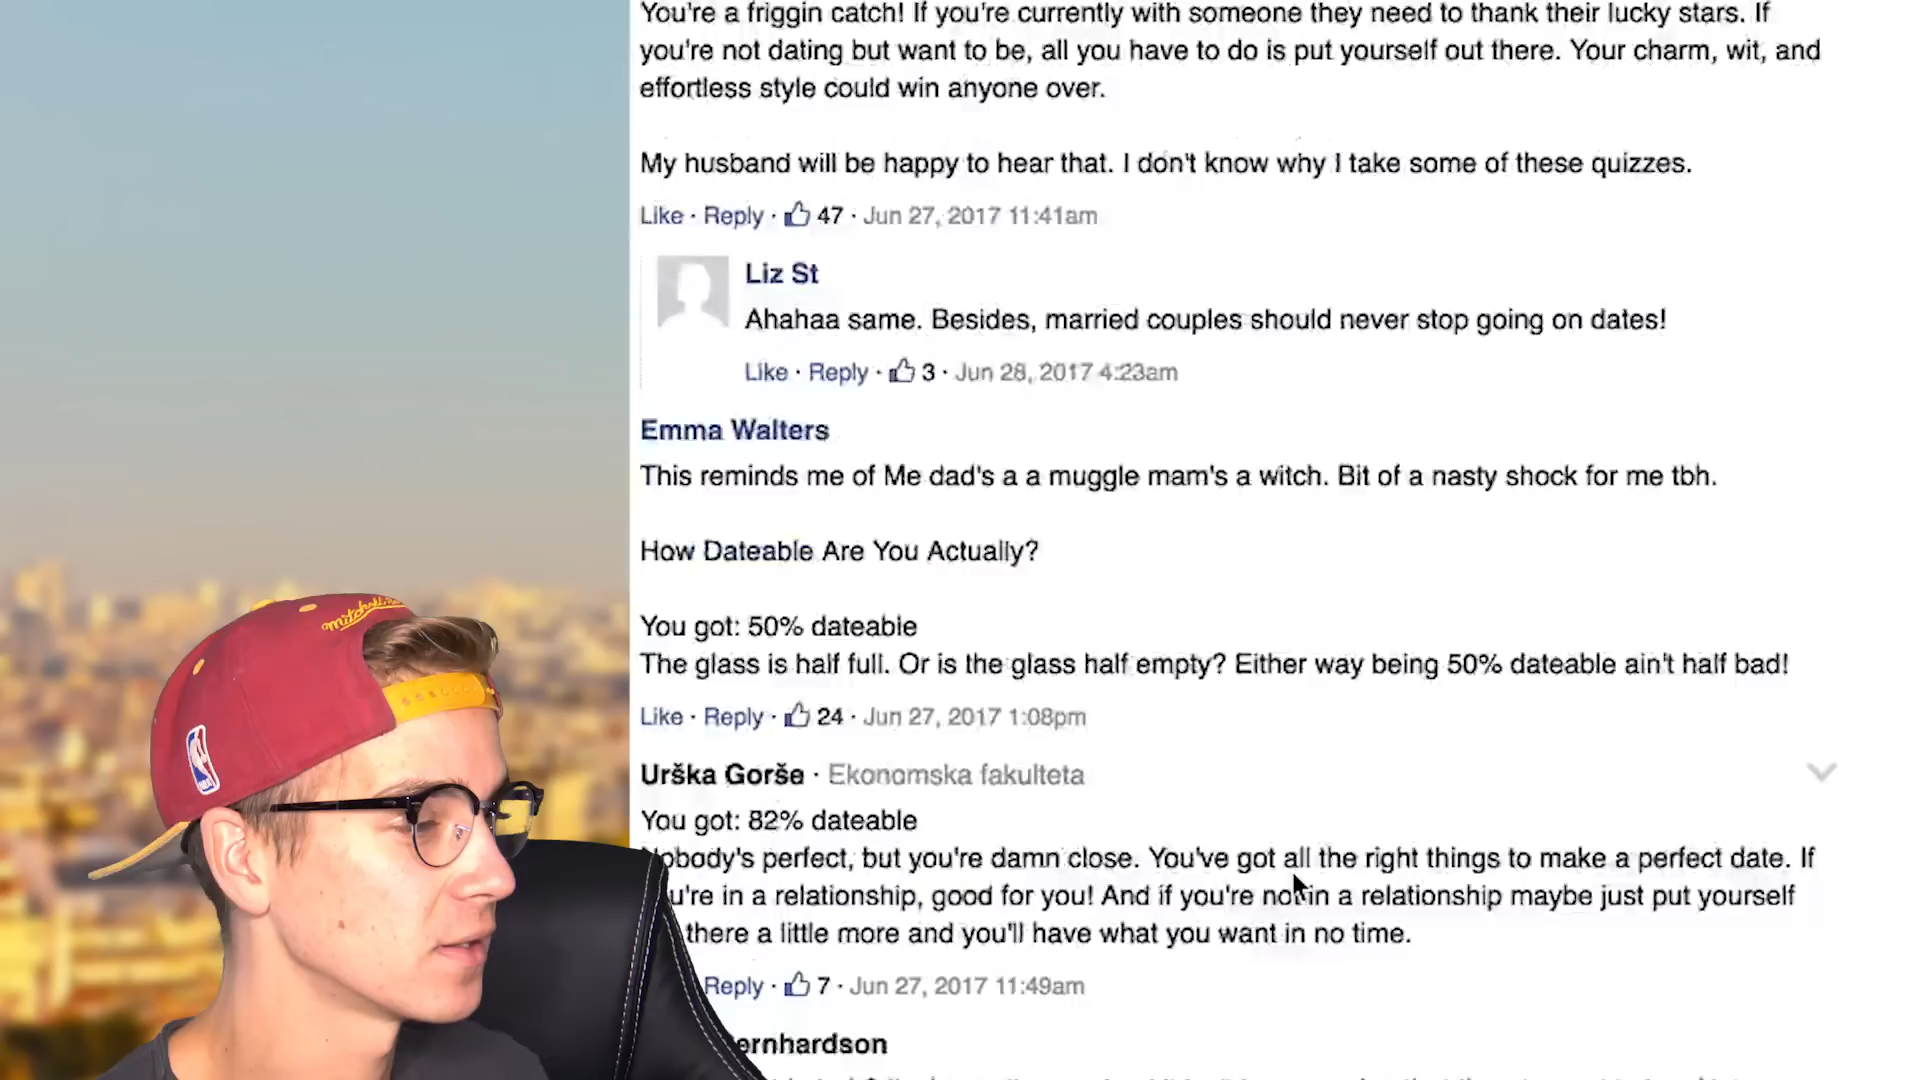 You're a friggin catch! If you're currently with someone they need to thank their lucky stars. If
you're not dating but want to be, all you have to do is put yourself out there. Your charm, wit, and
effortless style could win anyone over.
My husband will be happy to hear that. I don't know why I take some of these quizzes.
Like · Reply · 47 · Jun 27, 2017 11:41am
Liz St
Ahahaa same. Besides, married couples should never stop going on dates!
Like · Reply · 3 · Jun 28, 2017 4:23am
Emma Walters
This reminds me of Me dad's a a muggle mam's a witch. Bit of a nasty shock for me tbh.
How Dateable Are You Actually?
You got: 50% dateable
The glass is half full. Or is the glass half empty? Either way being 50% dateable ain't half bad!
Like · Reply · 24 · Jun 27, 2017 1:08pm
Urška Gorše · Ekonomska fakulteta
You got: 82% dateable
obody's perfect, but you're damn close. You've got all the right things to make a perfect date. If
u're in a relationship, good for you! And if you're not in a relationship maybe just put yourself
there a little more and you'll have what you want in no time.
Reply · 7 · Jun 27, 2017 11:49am
ernhardson